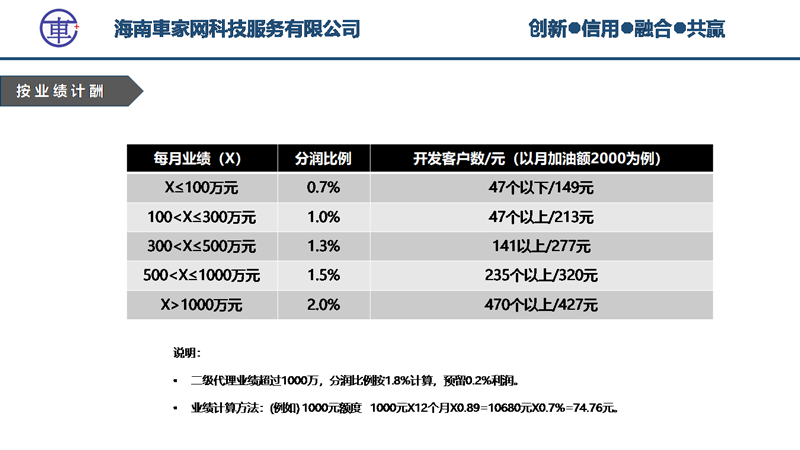 車
海南車家网科技服务有限公司
创新●信用●融合●共赢
按业绩计酬
每月业绩（X） 分润比例 开发客户数/元（以月加油额2000为例）
X≤100万元 0.7% 47个以下/149元
100<X≤300万元 1.0% 47个以上/213元
300<X≤500万元 1.3% 141以上/277元
500<X≤1000万元 1.5% 235个以上/320元
X>1000万元 2.0% 470个以上/427元
说明：
• 二级代理业绩超过1000万，分润比例按1.8%计算，预留0.2%利润。
• 业绩计算方法：(例如) 1000元额度 1000元X12个月X0.89=10680元X0.7%=74.76元。